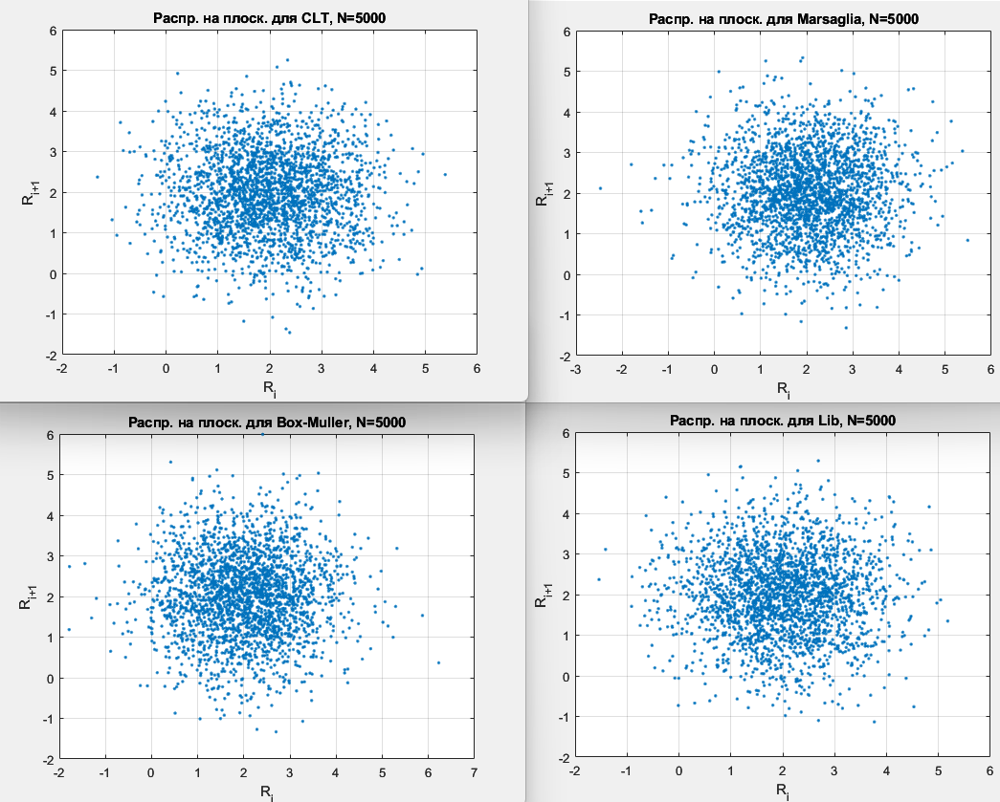 Распр. на плоск. для CLT, N=5000
6
5
4
3
2
1
0
-1
-2
R_{i+1}
-2 -1 0 1 2 3 4 5 6
R_i
Распр. на плоск. для Marsaglia, N=5000
6
5
4
3
2
1
0
-1
-2
R_{i+1}
-3 -2 -1 0 1 2 3 4 5 6
R_i
Распр. на плоск. для Box-Muller, N=5000
6
5
4
3
2
1
0
-1
-2
R_{i+1}
-2 -1 0 1 2 3 4 5 6 7
R_i
Распр. на плоск. для Lib, N=5000
6
5
4
3
2
1
0
-1
-2
R_{i+1}
-2 -1 0 1 2 3 4 5 6
R_i